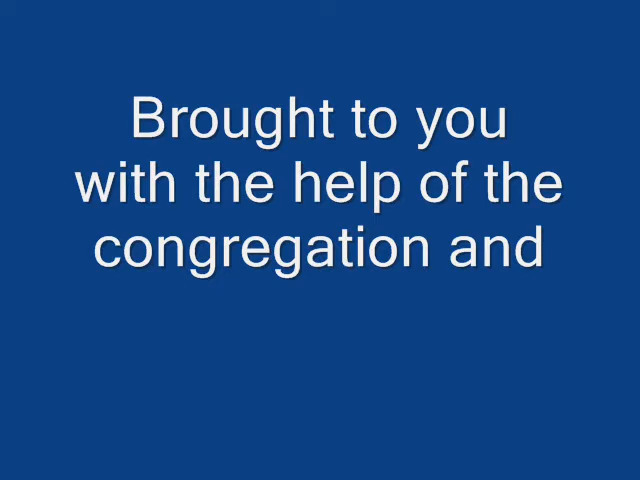 Brought to you
with the help of the
congregation and